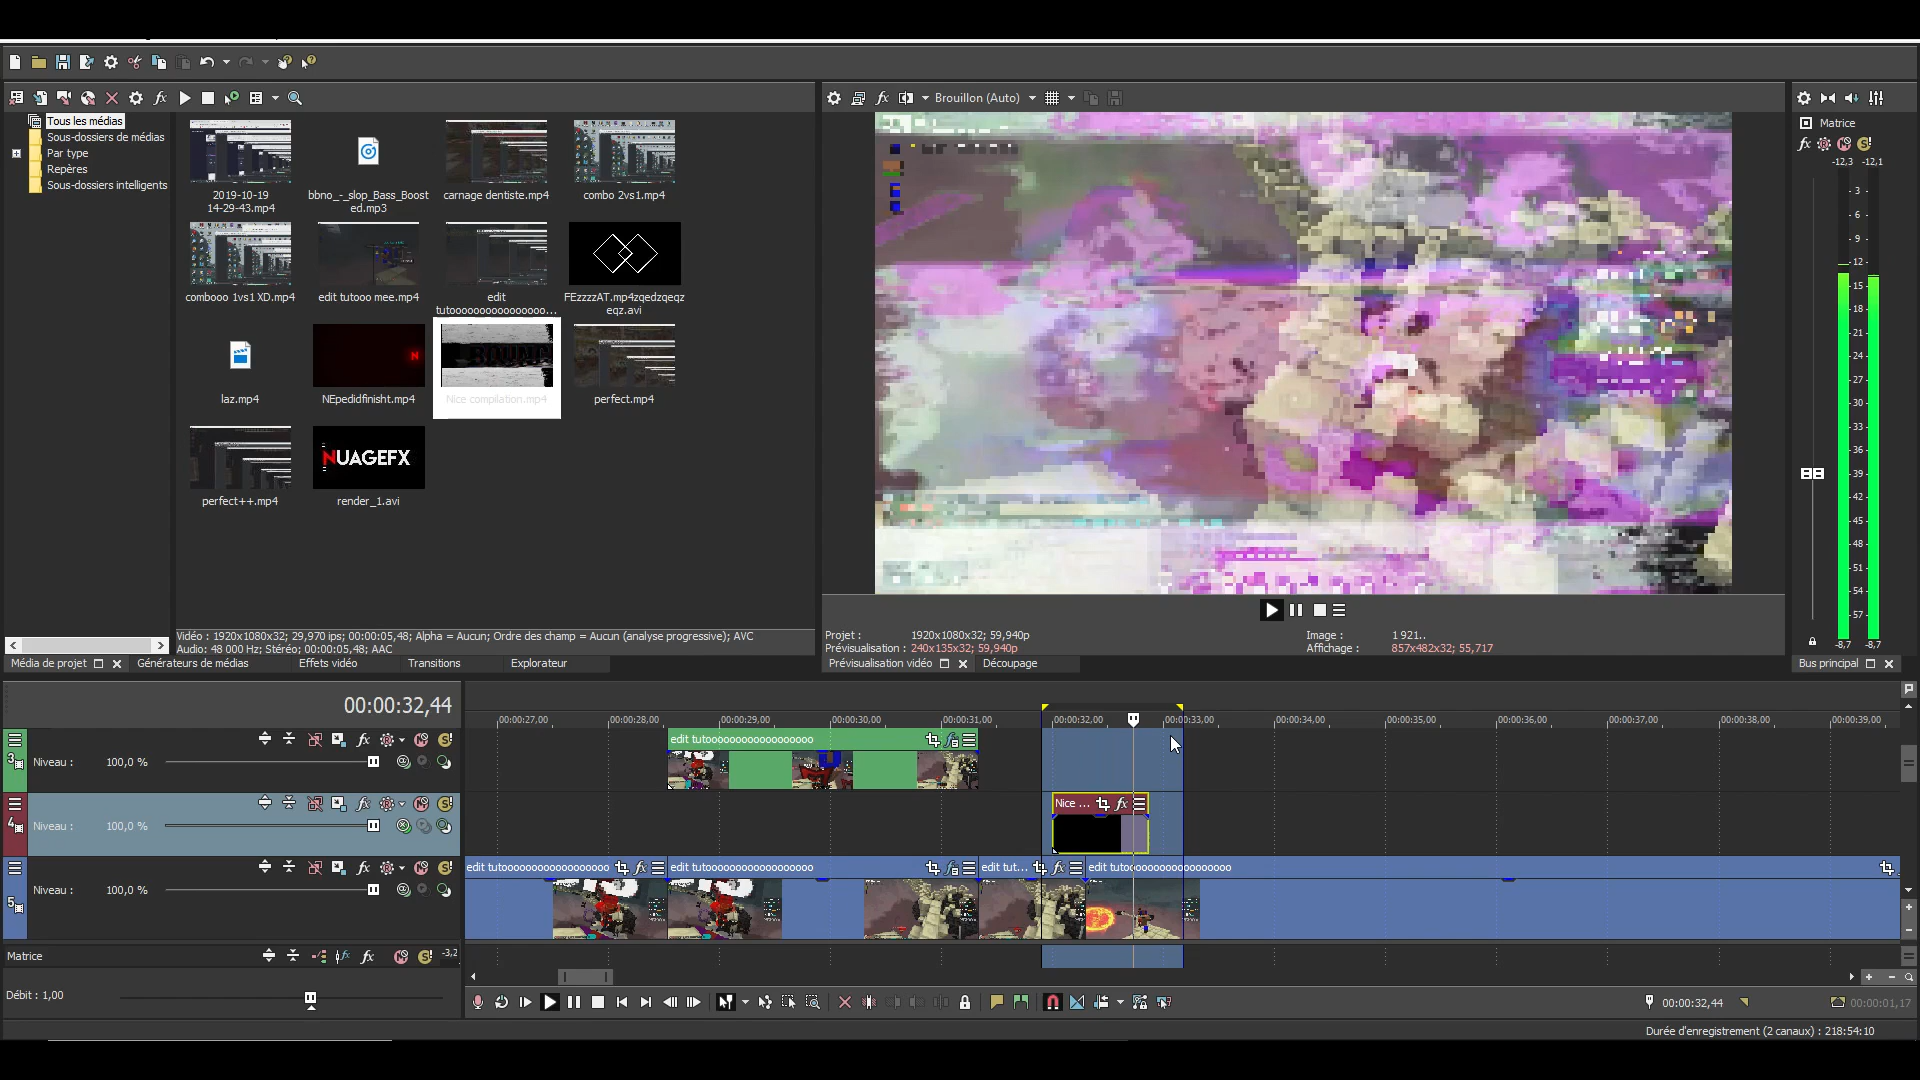 Tous les médias
Sous-dossiers de médias
Par type
Repères
Sous-dossiers intelligents
2019-10-19
14-29-43.mp4
bbno_-_slop_Bass_Boost
ed.mp3
carnage dentiste.mp4
combo 2vs1.mp4
combooo 1vs1 XD.mp4
edit tutooo mee.mp4
edit
tutoooooooooooooooo...
FEzzzzAT.mp4zqedzqeqz
eqz.avi
laz.mp4
NEpedidfinisht.mp4
Nice compilation.mp4
perfect.mp4
NUAGEFX
perfect++.mp4
render_1.avi
Vidéo : 1920x1080x32; 29,970 ips; 00:00:05,48; Alpha = Aucun; Ordre des champ = Aucun (analyse progressive); AVC
Audio: 48 000 Hz; Stéréo; 00:00:05,48; AAC
Média de projet
Générateurs de médias
Effets vidéo
Transitions
Explorateur
Brouillon (Auto)
Projet : 1920x1080x32; 59,940p
Prévisualisation : 240x135x32; 59,940p
Image : 1 921..
Affichage : 857x482x32; 55,717
Prévisualisation vidéo
Découpage
Matrice
-12,3 -12,1
3
6
9
12
15
18
21
24
27
30
33
36
39
42
45
48
51
54
57
-8,7 -8,7
Bus principal
00:00:32,44
00:00:27,00
00:00:28,00
00:00:29,00
00:00:30,00
00:00:31,00
00:00:32,00
00:00:33,00
00:00:34,00
00:00:35,00
00:00:36,00
00:00:37,00
00:00:38,00
00:00:39,00
3
Niveau : 100,0 %
edit tutoooooooooooooooooo
4
Niveau : 100,0 %
Nice ...
5
Niveau : 100,0 %
edit tutoooooooooooooooooo
edit tutoooooooooooooooooo
edit tut...
edit tutoooooooooooooooooo
Matrice
-3,2
Débit : 1,00
00:00:32,44
00:00:01,17
Durée d'enregistrement (2 canaux) : 218:54:10